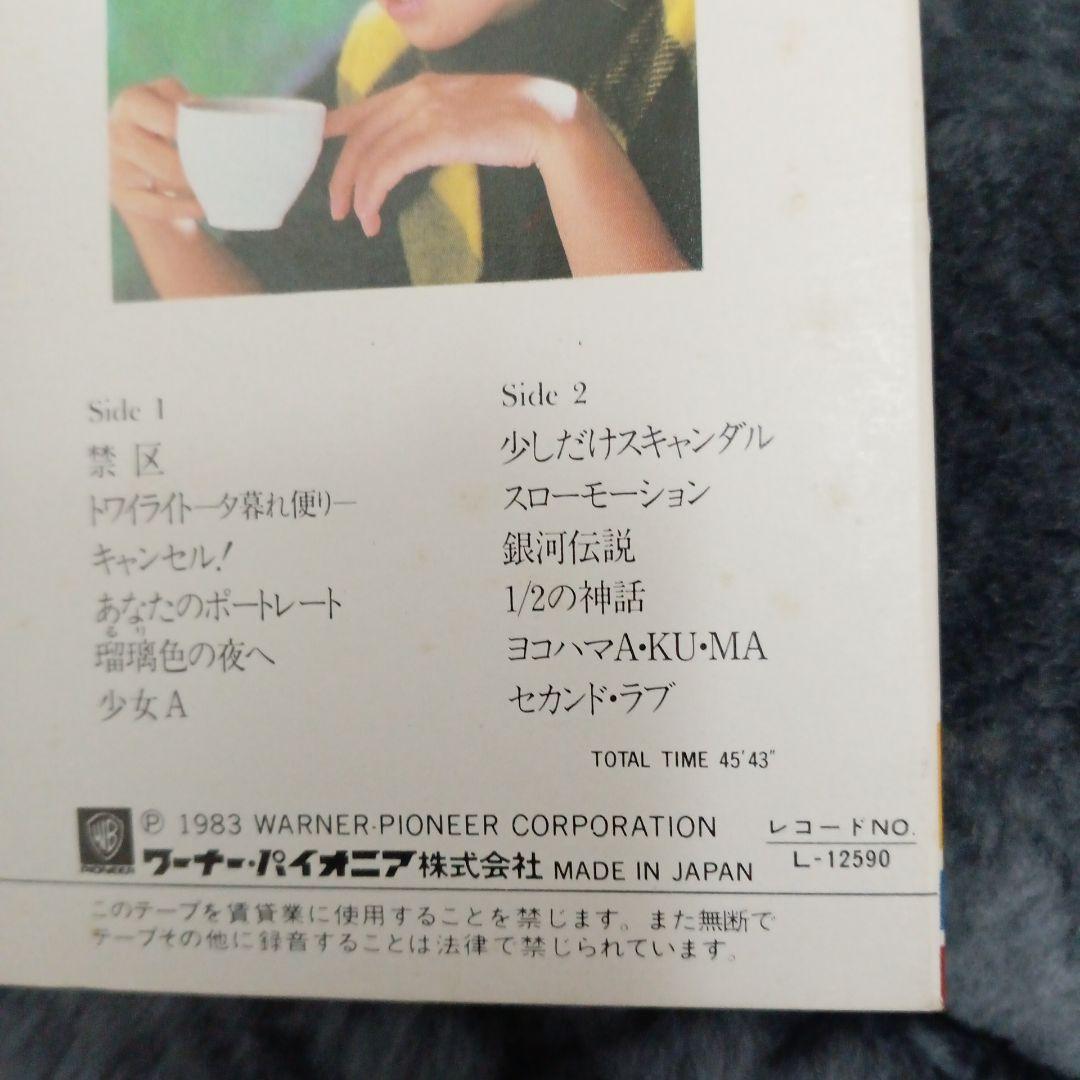 Side 1
禁区
トワイライト－夕暮れ便り－
キャンセル!
あなたのポートレート
るり
瑠璃色の夜へ
少女A
Side 2
少しだけスキャンダル
スローモーション
銀河伝説
1/2の神話
ヨコハマA・KU・MA
セカンド・ラブ
TOTAL TIME 45'43"
WB
PIONEER
Ⓟ 1983 WARNER-PIONEER CORPORATION
ワーナー・パイオニア株式会社 MADE IN JAPAN
レコードNO.
L-12590
このテープを賃貸業に使用することを禁じます。また無断で
テープその他に録音することは法律で禁じられています。